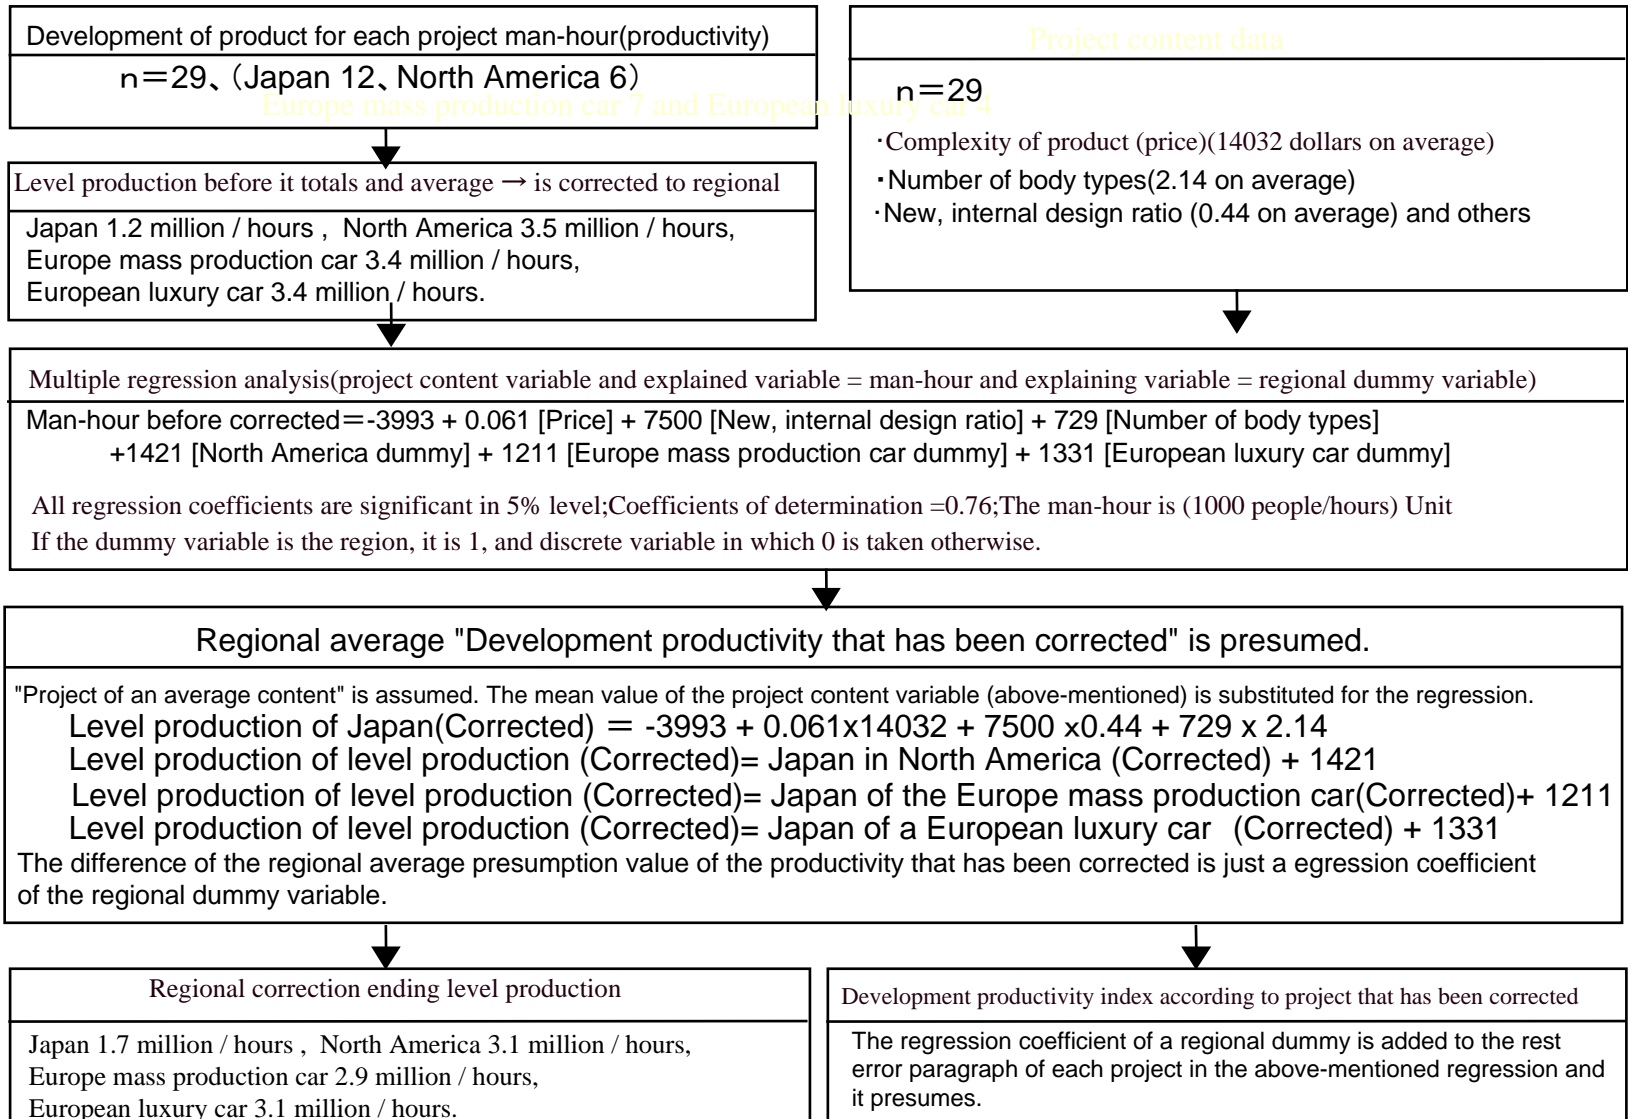 Development of product for each project man-hour(productivity)
n＝29、（Japan 12、North America 6）
Europe mass production car 7 and European luxury car 4
Project content data
n＝29
・Complexity of product (price)(14032 dollars on average)
・Number of body types(2.14 on average)
・New, internal design ratio (0.44 on average) and others
Level production before it totals and average → is corrected to regional
Japan 1.2 million / hours , North America 3.5 million / hours,
Europe mass production car 3.4 million / hours,
European luxury car 3.4 million / hours.
Multiple regression analysis(project content variable and explained variable = man-hour and explaining variable = regional dummy variable)
Man-hour before corrected＝-3993 + 0.061 [Price] + 7500 [New, internal design ratio] + 729 [Number of body types]
+1421 [North America dummy] + 1211 [Europe mass production car dummy] + 1331 [European luxury car dummy]
All regression coefficients are significant in 5% level;Coefficients of determination =0.76;The man-hour is (1000 people/hours) Unit
If the dummy variable is the region, it is 1, and discrete variable in which 0 is taken otherwise.
Regional average "Development productivity that has been corrected" is presumed.
"Project of an average content" is assumed. The mean value of the project content variable (above-mentioned) is substituted for the regression.
Level production of Japan(Corrected) ＝ -3993 + 0.061x14032 + 7500 x0.44 + 729 x 2.14
Level production of level production (Corrected)= Japan in North America (Corrected) + 1421
Level production of level production (Corrected)= Japan of the Europe mass production car(Corrected)+ 1211
Level production of level production (Corrected)= Japan of a European luxury car (Corrected) + 1331
The difference of the regional average presumption value of the productivity that has been corrected is just a egression coefficient
of the regional dummy variable.
Regional correction ending level production
Japan 1.7 million / hours , North America 3.1 million / hours,
Europe mass production car 2.9 million / hours,
European luxury car 3.1 million / hours.
Development productivity index according to project that has been corrected
The regression coefficient of a regional dummy is added to the rest
error paragraph of each project in the above-mentioned regression and
it presumes.